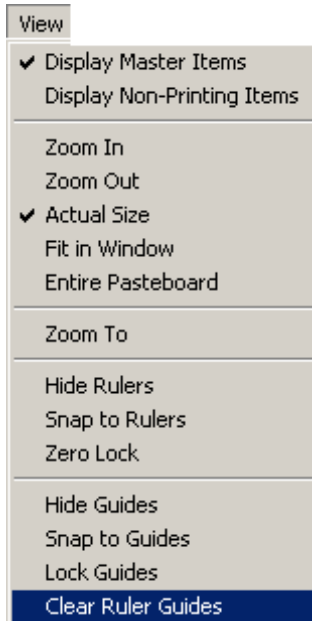 View
Display Master Items
Display Non-Printing Items
Zoom In
Zoom Out
Actual Size
Fit in Window
Entire Pasteboard
Zoom To
Hide Rulers
Snap to Rulers
Zero Lock
Hide Guides
Snap to Guides
Lock Guides
Clear Ruler Guides